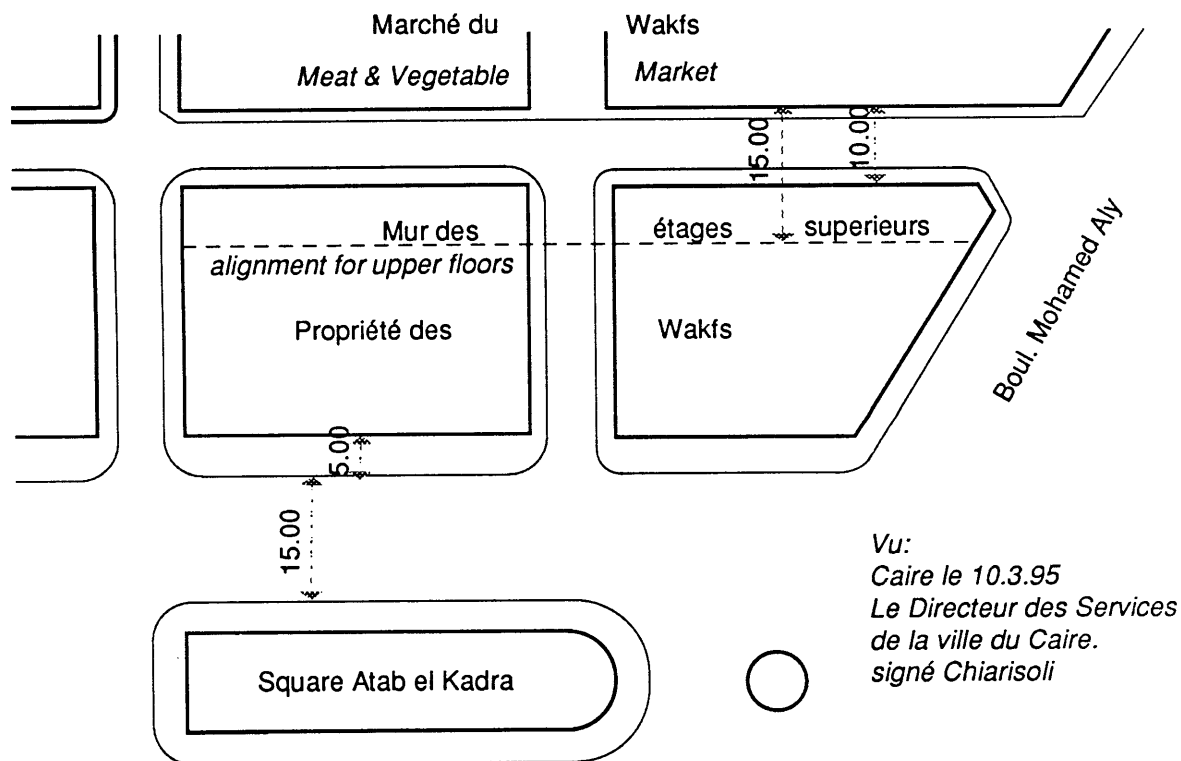 Marché du Wakfs
Meat & Vegetable Market
15.00
10.00
Mur des étages superieurs
alignment for upper floors
Propriété des Wakfs
Boul. Mohamed Aly
5.00
15.00
Vu:
Caire le 10.3.95
Le Directeur des Services
de la ville du Caire.
signé Chiarisoli
Square Atab el Kadra